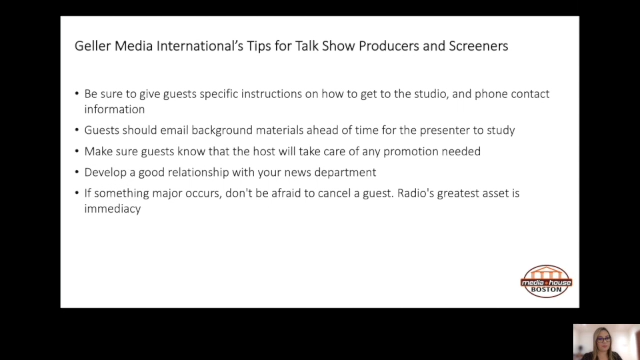 Geller Media International's Tips for Talk Show Producers and Screeners
• Be sure to give guests specific instructions on how to get to the studio, and phone contact
information
• Guests should email background materials ahead of time for the presenter to study
• Make sure guests know that the host will take care of any promotion needed
• Develop a good relationship with your news department
• If something major occurs, don't be afraid to cancel a guest. Radio's greatest asset is
immediacy
media-house
BOSTON